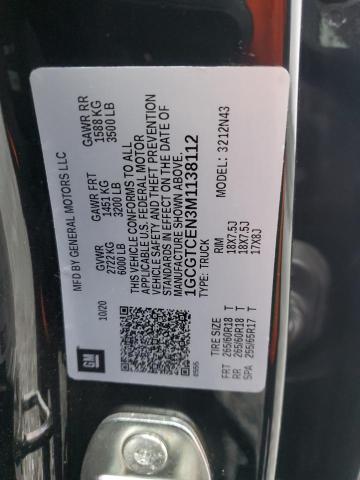 MFD BY GENERAL MOTORS LLC
10/20
GVWR
2722 KG
6000 LB
GAWR FRT
1451 KG
3200 LB
GAWR RR
1588 KG
3500 LB
THIS VEHICLE CONFORMS TO ALL
APPLICABLE U.S. FEDERAL MOTOR
VEHICLE SAFETY AND THEFT PREVENTION
STANDARDS IN EFFECT ON THE DATE OF
MANUFACTURE SHOWN ABOVE.
1GCGTCEN3M1138112
TYPE: TRUCK
MODEL: 3212N43
TIRE SIZE
RIM
FRT 265/60R18 T 18X7.5J
RR 265/60R18 T 18X7.5J
SPA 255/65R17 T 17X8J
GM